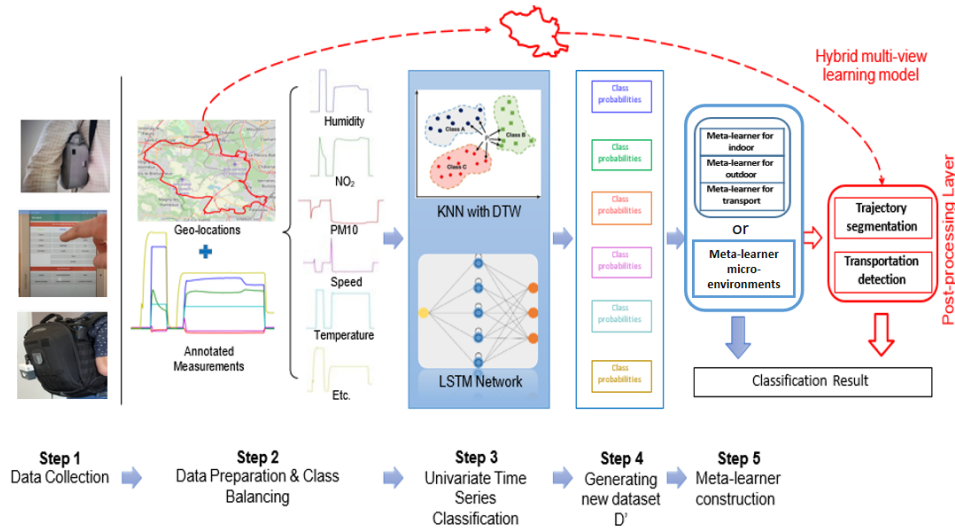 Hybrid multi-view
learning model
Humidity
NO2
PM10
Speed
Temperature
Etc.
Geo-locations
Annotated
Measurements
Class A
Class B
Class C
KNN with DTW
LSTM Network
Class
probabilities
Class
probabilities
Class
probabilities
Class
probabilities
Class
probabilities
Class
probabilities
Meta-learner for
indoor
Meta-learner for
outdoor
Meta-learner for
transport
or
Meta-learner
micro-
environments
Trajectory
segmentation
Transportation
detection
Post-processing Layer
Classification Result
Step 1
Data Collection
Step 2
Data Preparation & Class
Balancing
Step 3
Univariate Time
Series
Classification
Step 4
Generating
new dataset
D'
Step 5
Meta-learner
construction